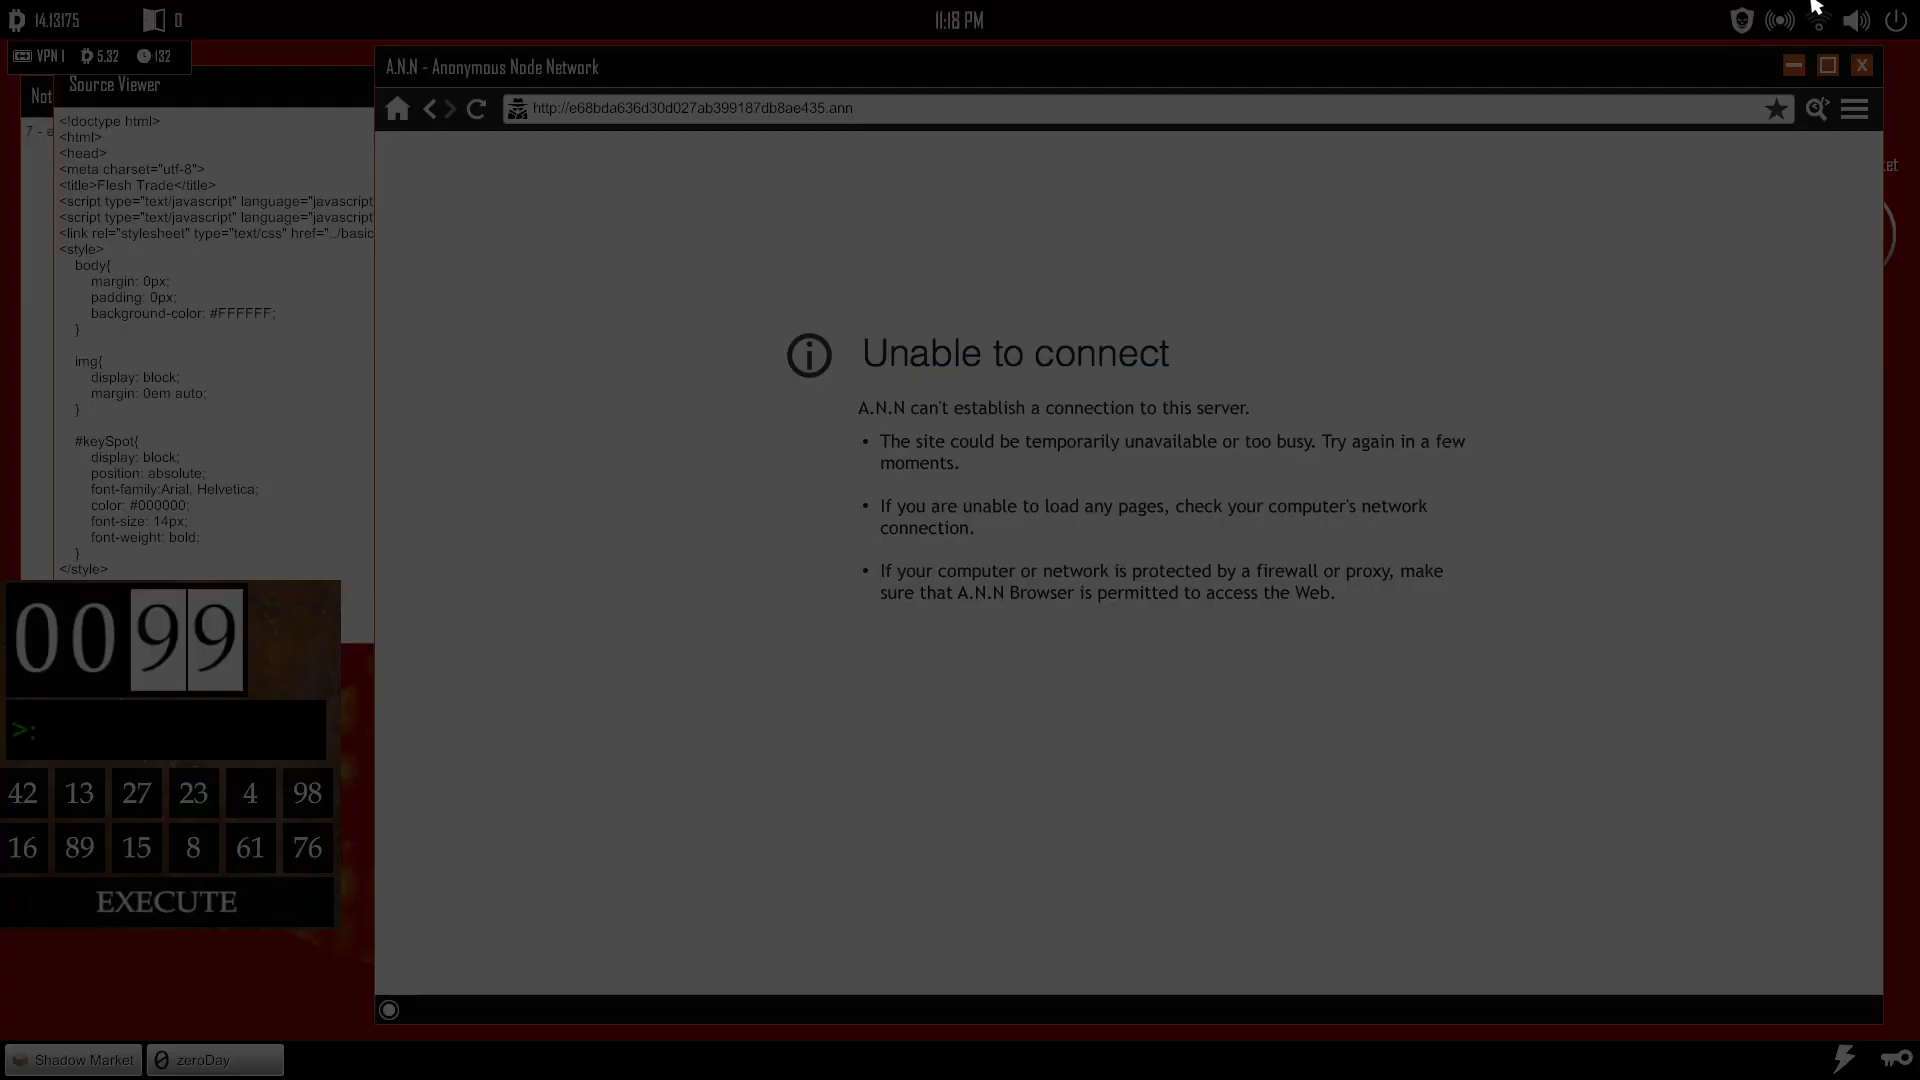 14.13175
0
11:18 PM
VPN 1
5.32
132
Not
Source Viewer
A.N.N - Anonymous Node Network
http://e68bda636d30d027ab399187db8ae435.ann
7 - e
<!doctype html>
<html>
<head>
<meta charset="utf-8">
<title>Flesh Trade</title>
<script type="text/javascript" language="javascript
<script type="text/javascript" language="javascript
<link rel="stylesheet" type="text/css" href="../basic
<style>
body{
margin: 0px;
padding: 0px;
background-color: #FFFFFF;
}
img{
display: block;
margin: 0em auto;
}
#keySpot{
display: block;
position: absolute;
font-family:Arial, Helvetica;
color: #000000;
font-size: 14px;
font-weight: bold;
}
</style>
Unable to connect
A.N.N can't establish a connection to this server.
• The site could be temporarily unavailable or too busy. Try again in a few
moments.
• If you are unable to load any pages, check your computer's network
connection.
• If your computer or network is protected by a firewall or proxy, make
sure that A.N.N Browser is permitted to access the Web.
ket
0099
>:
42 13 27 23 4 98
16 89 15 8 61 76
EXECUTE
Shadow Market
zeroDay